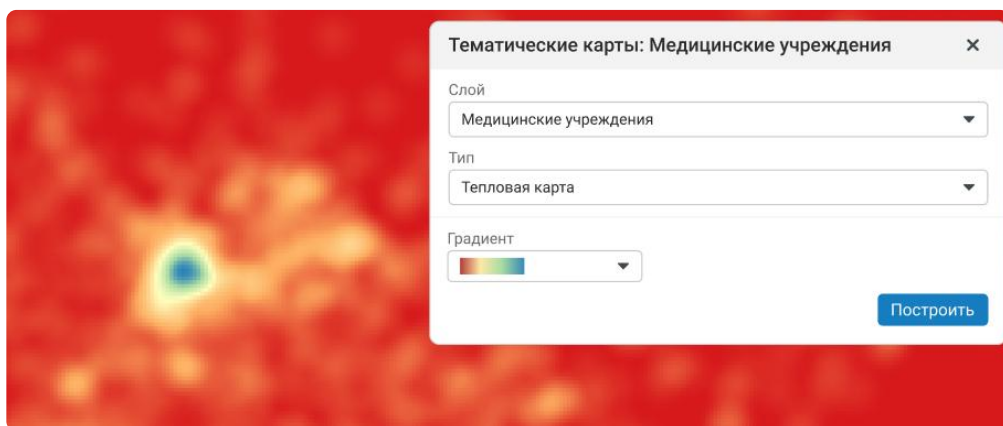 Тематические карты: Медицинские учреждения
Слой
Медицинские учреждения
Тип
Тепловая карта
Градиент
Построить